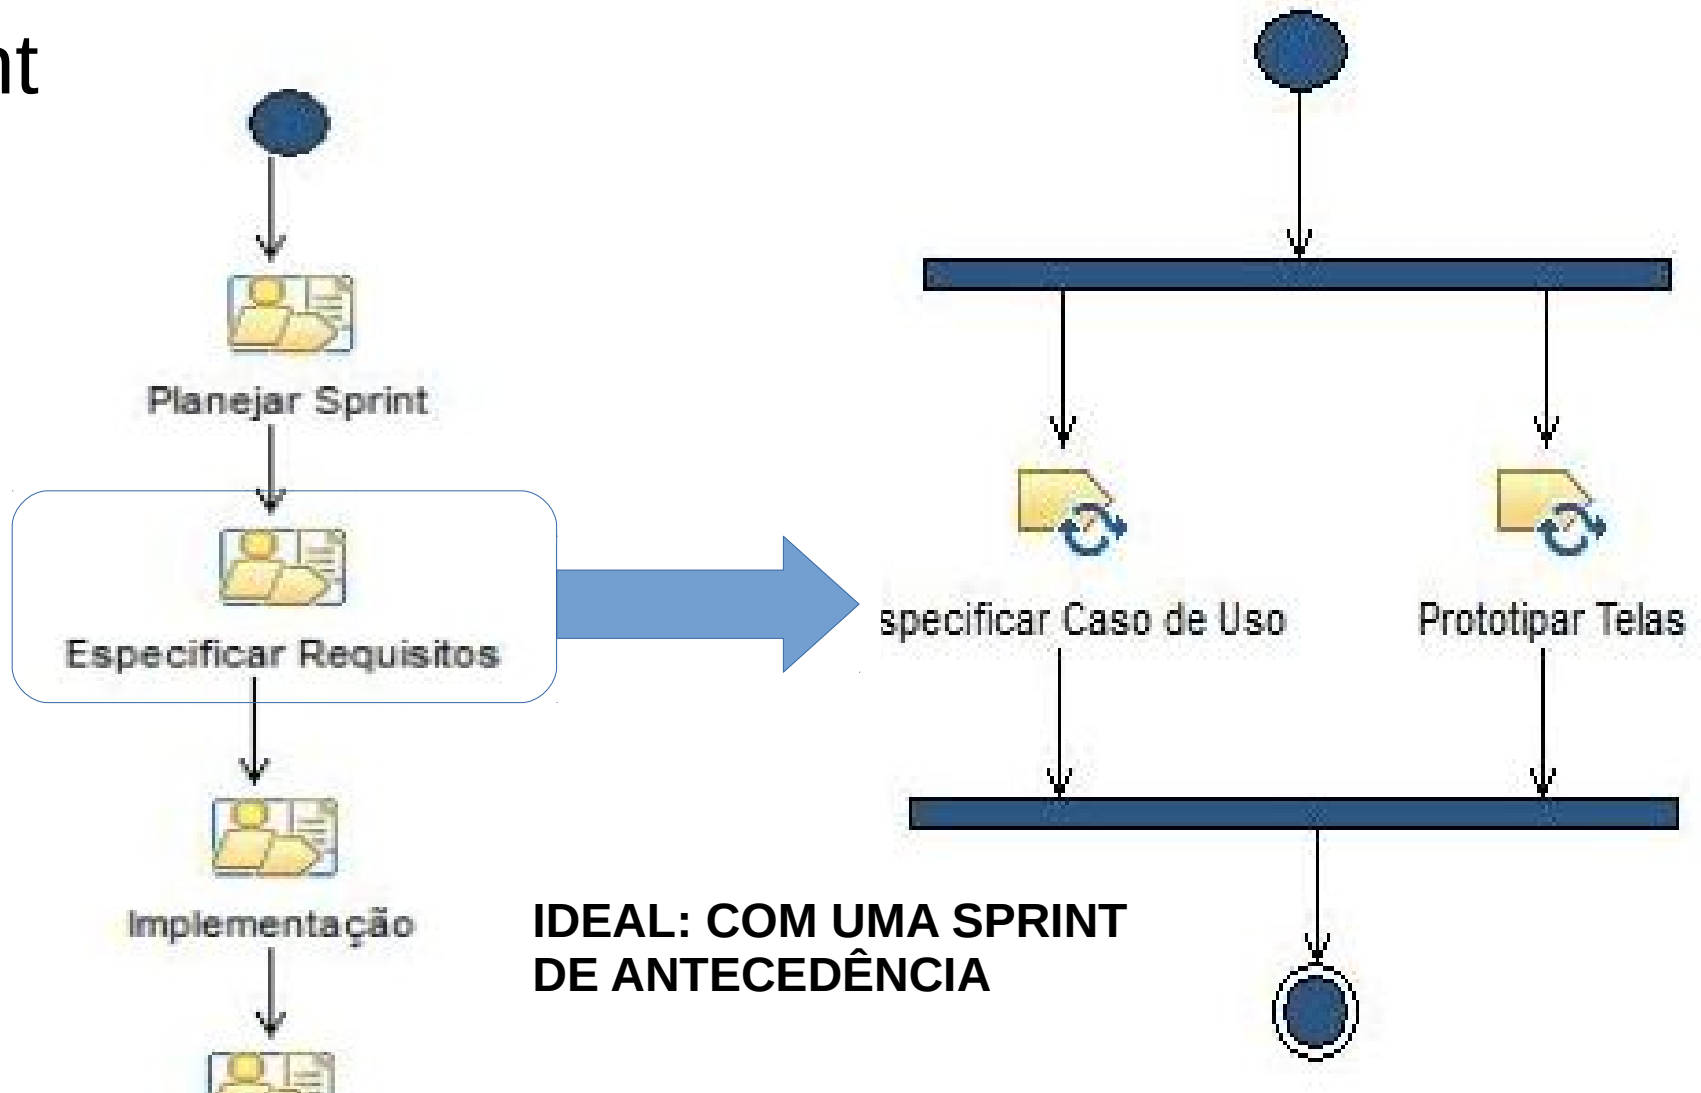 nt
Planejar Sprint
Especificar Requisitos
Implementação
specificar Caso de Uso
Prototipar Telas
IDEAL: COM UMA SPRINT
DE ANTECEDÊNCIA